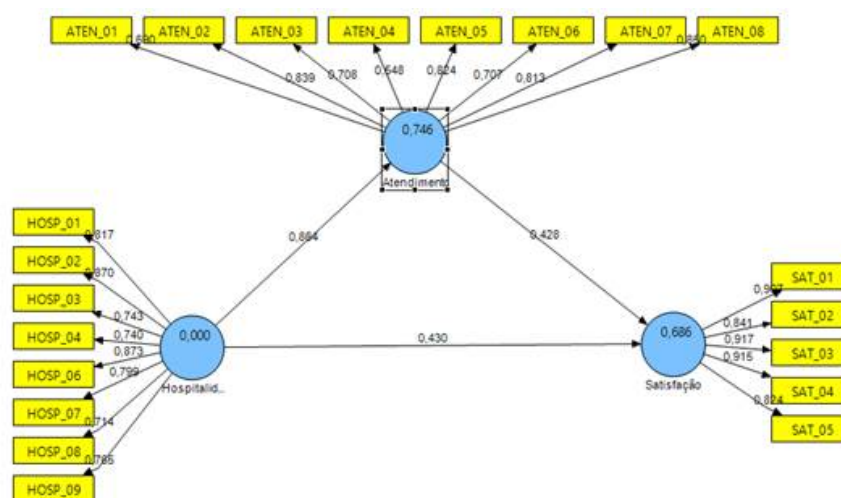 ATEN_01 ATEN_02 ATEN_03 ATEN_04 ATEN_05 ATEN_06 ATEN_07 ATEN_08
0,839 0,708 0,824 0,707 0,813
0,746
Atendimento
HOSP_01
0,817
HOSP_02
0,870
HOSP_03
0,743
HOSP_04
0,740
HOSP_06
0,873
HOSP_07
0,799
HOSP_08
0,714
HOSP_09
0,000
Hospitalid...
0,864
0,428
0,430
0,686
Satisfação
SAT_01
SAT_02
0,841
SAT_03
0,917
SAT_04
0,915
SAT_05
0,824